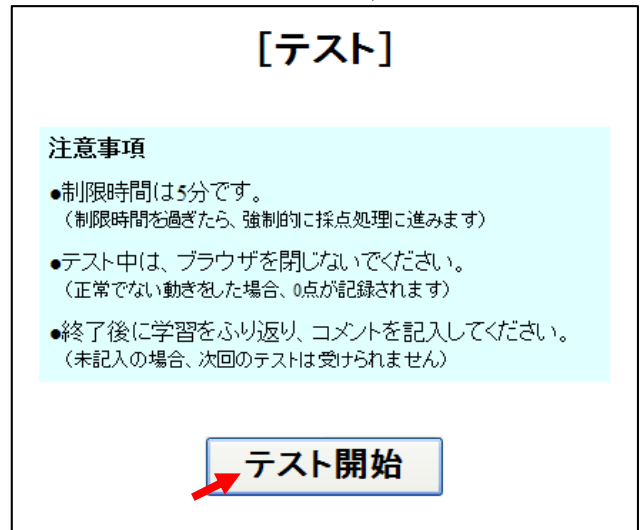 [テスト]
注意事項
●制限時間は5分です。
（制限時間を過ぎたら、強制的に採点処理に進みます）
●テスト中は、ブラウザを閉じないでください。
（正常でない動きをした場合、0点が記録されます）
●終了後に学習をふり返り、コメントを記入してください。
（未記入の場合、次回のテストは受けられません）
テスト開始